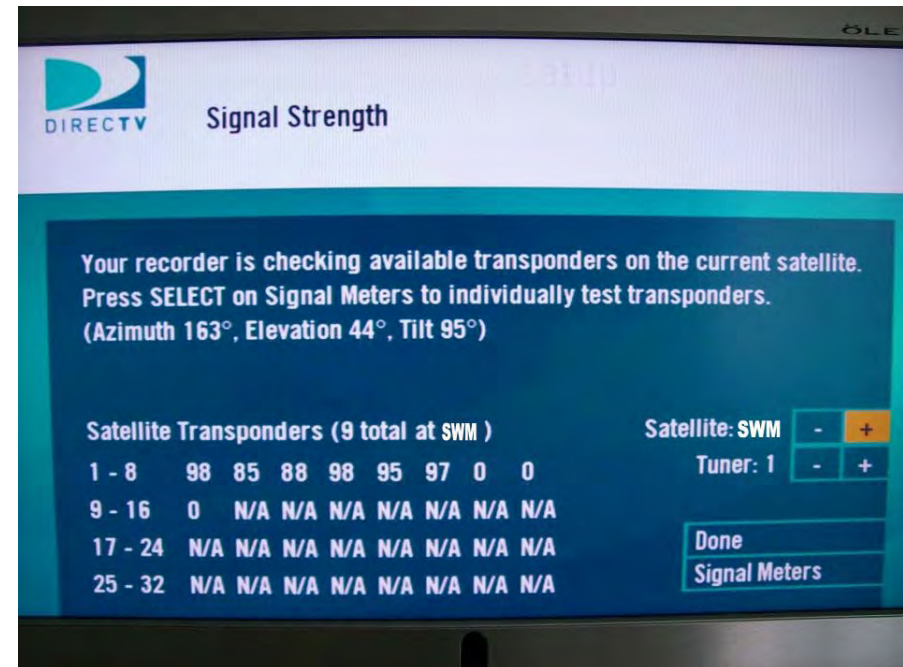 ÖLE
DIRECTV
Signal Strength
Your recorder is checking available transponders on the current satellite.
Press SELECT on Signal Meters to individually test transponders.
(Azimuth 163°, Elevation 44°, Tilt 95°)
Satellite Transponders (9 total at SWM )
Satellite: SWM - +
1 - 8 98 85 88 98 95 97 0 0
Tuner: 1 - +
9 - 16 0 N/A N/A N/A N/A N/A N/A N/A
17 - 24 N/A N/A N/A N/A N/A N/A N/A N/A
Done
25 - 32 N/A N/A N/A N/A N/A N/A N/A N/A
Signal Meters